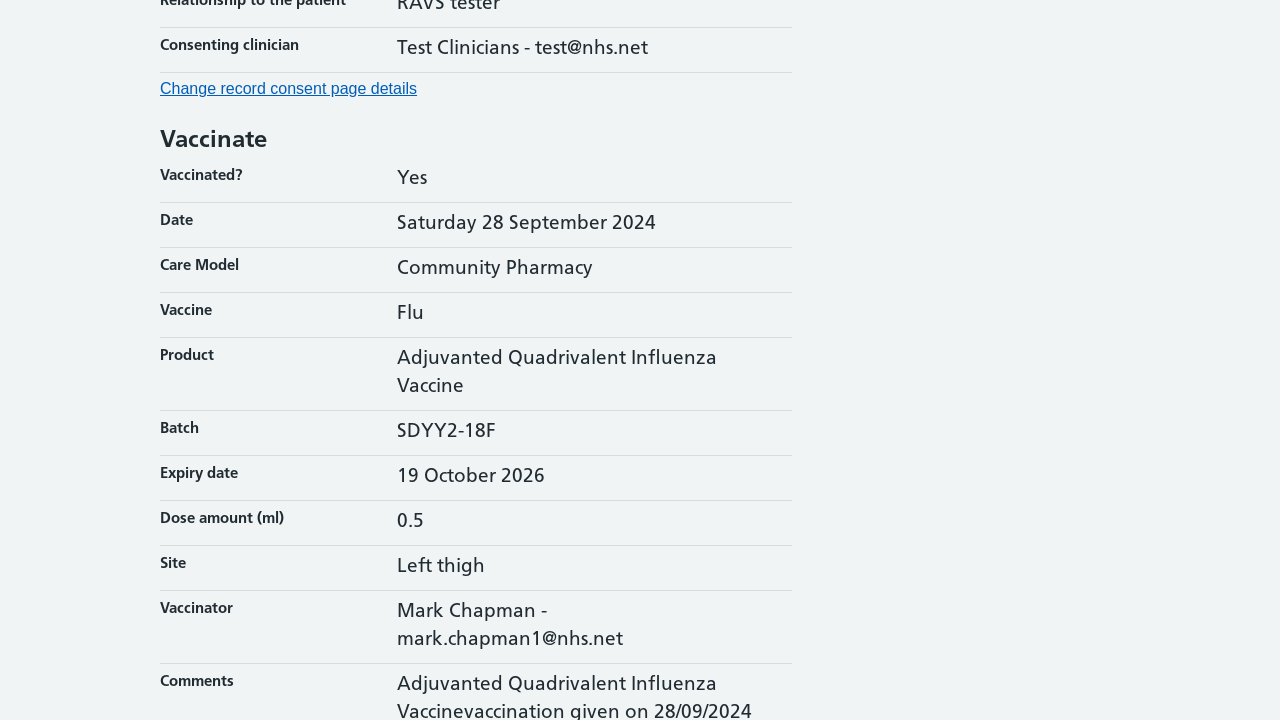 Relationship to the patient RAVS tester
Consenting clinician Test Clinicians - test@nhs.net
Change record consent page details
Vaccinate
Vaccinated? Yes
Date Saturday 28 September 2024
Care Model Community Pharmacy
Vaccine Flu
Product Adjuvanted Quadrivalent Influenza
Vaccine
Batch SDYY2-18F
Expiry date 19 October 2026
Dose amount (ml) 0.5
Site Left thigh
Vaccinator Mark Chapman -
mark.chapman1@nhs.net
Comments Adjuvanted Quadrivalent Influenza
Vaccinevaccination given on 28/09/2024